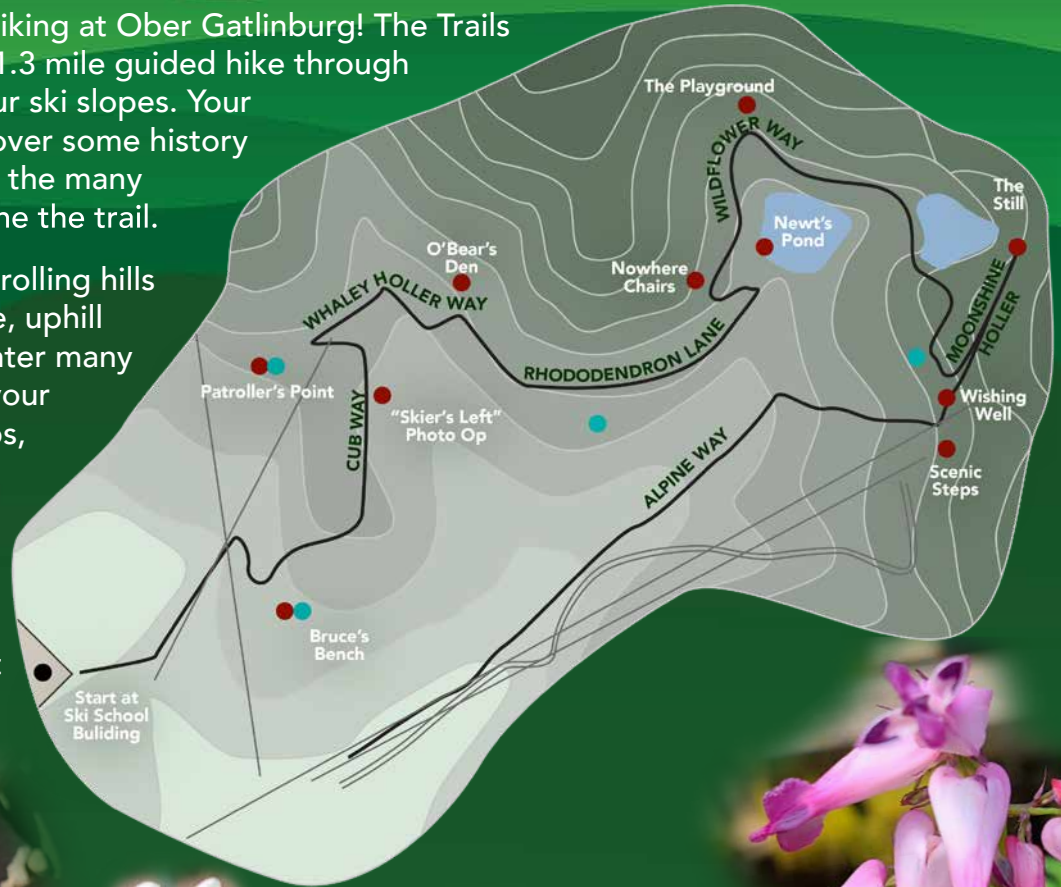 iking at Ober Gatlinburg! The Trails
1.3 mile guided hike through
ur ski slopes. Your
over some history
the many
ne the trail.
rolling hills
e, uphill
nter many
your
os,
The Playground
WILDFLOWER WAY
The
Still
Newt's
Pond
O'Bear's
Den
Nowhere
Chairs
WHALEY HOLLER WAY
MOONSHINE
HOLLER
RHODODENDRON LANE
Patroller's Point
"Skier's Left"
Photo Op
CUB WAY
Wishing
Well
ALPINE WAY
Scenic
Steps
Bruce's
Bench
Start at
Ski School
Buliding